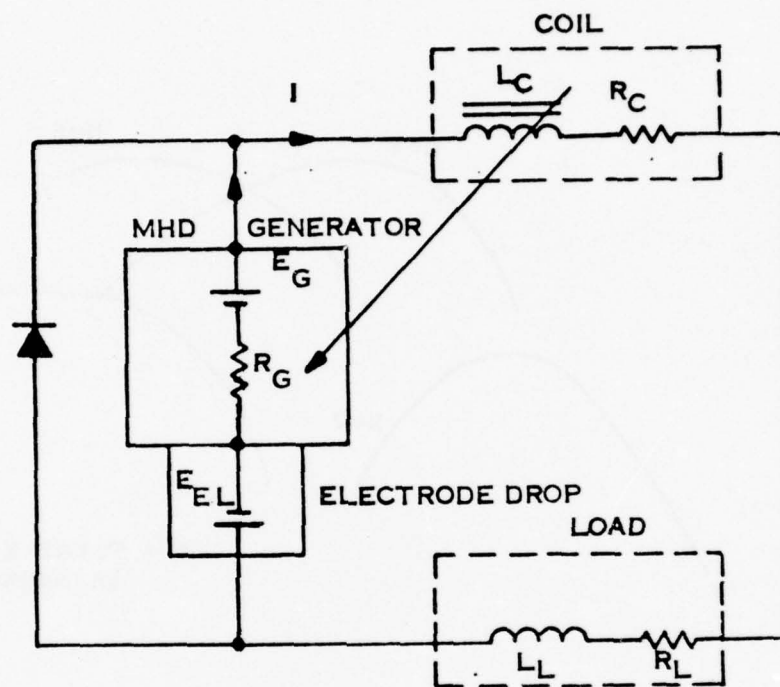 COIL
I
L_C
R_C
MHD GENERATOR
E_G
R_G
E_EL
ELECTRODE DROP
LOAD
L_L
R_L